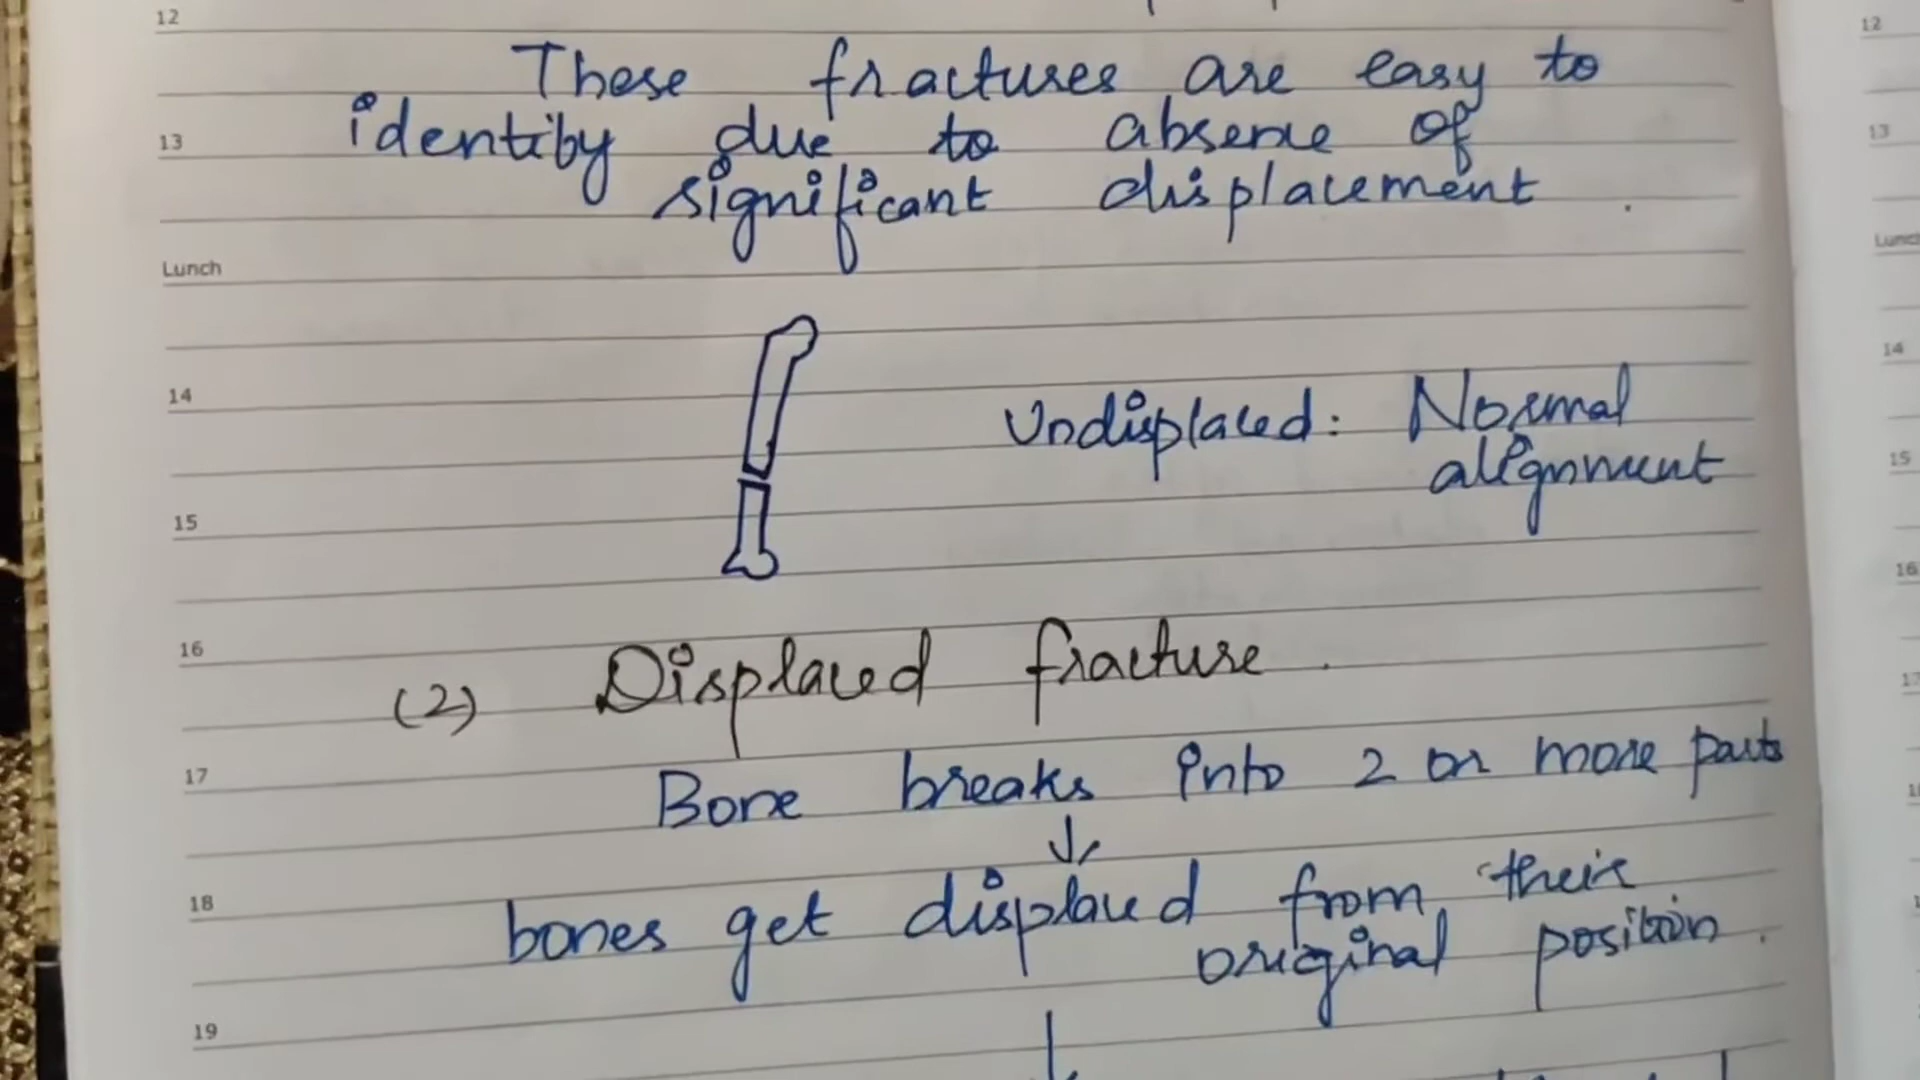 12
These fractures are easy to
13
identiby due to absene of
significant displacement .
Lunch
14
Undisplaced: Normal
alignment
15
16
(2) Displaced fracture .
17
Bone breaks into 2 or more parts
↓
18
bones get displaced from their
original position .
19
12
13
Lunch
14
15
16